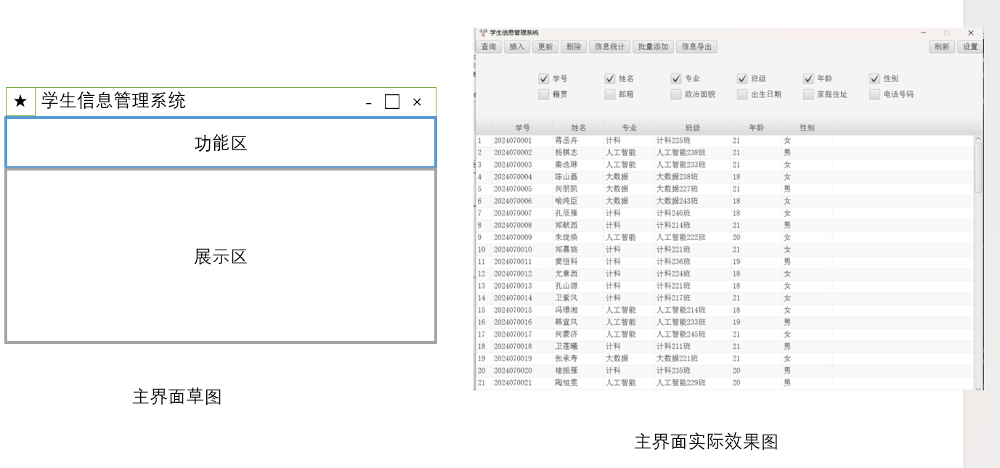 ★ 学生信息管理系统 - □ ×
功能区
展示区
主界面草图
学生信息管理系统
查询 插入 更新 删除 信息统计 批量添加 信息导出 刷新 设置
学号 姓名 专业 班级 年龄 性别
籍贯 邮箱 政治面貌 出生日期 家庭住址 电话号码
学号 姓名 专业 班级 年龄 性别
1 2024070001 蒋丞卉 计科 计科225班 21 女
2 2024070002 杨棋志 人工智能 人工智能238班 21 男
3 2024070003 秦选琳 人工智能 人工智能233班 21 女
4 2024070004 陈山磊 大数据 大数据238班 18 女
5 2024070005 何朋凯 大数据 大数据227班 21 男
6 2024070006 喻纯臣 大数据 大数据243班 18 女
7 2024070007 孔辰雁 计科 计科246班 18 女
8 2024070008 郑献西 计科 计科214班 21 男
9 2024070009 朱珑焕 人工智能 人工智能222班 20 女
10 2024070010 郑嘉娆 计科 计科221班 21 女
11 2024070011 窦恒科 计科 计科236班 19 男
12 2024070012 尤章西 计科 计科224班 18 女
13 2024070013 孔山源 计科 计科221班 18 女
14 2024070014 卫紫风 计科 计科217班 21 女
15 2024070015 冯璟湘 人工智能 人工智能214班 18 女
16 2024070016 韩宜风 人工智能 人工智能233班 19 男
17 2024070017 何蒙济 人工智能 人工智能245班 21 女
18 2024070018 卫莲曦 计科 计科211班 21 男
19 2024070019 张承寿 大数据 大数据221班 21 女
20 2024070020 褚振雁 计科 计科235班 20 男
21 2024070021 陶旭雯 人工智能 人工智能229班 20 男
主界面实际效果图